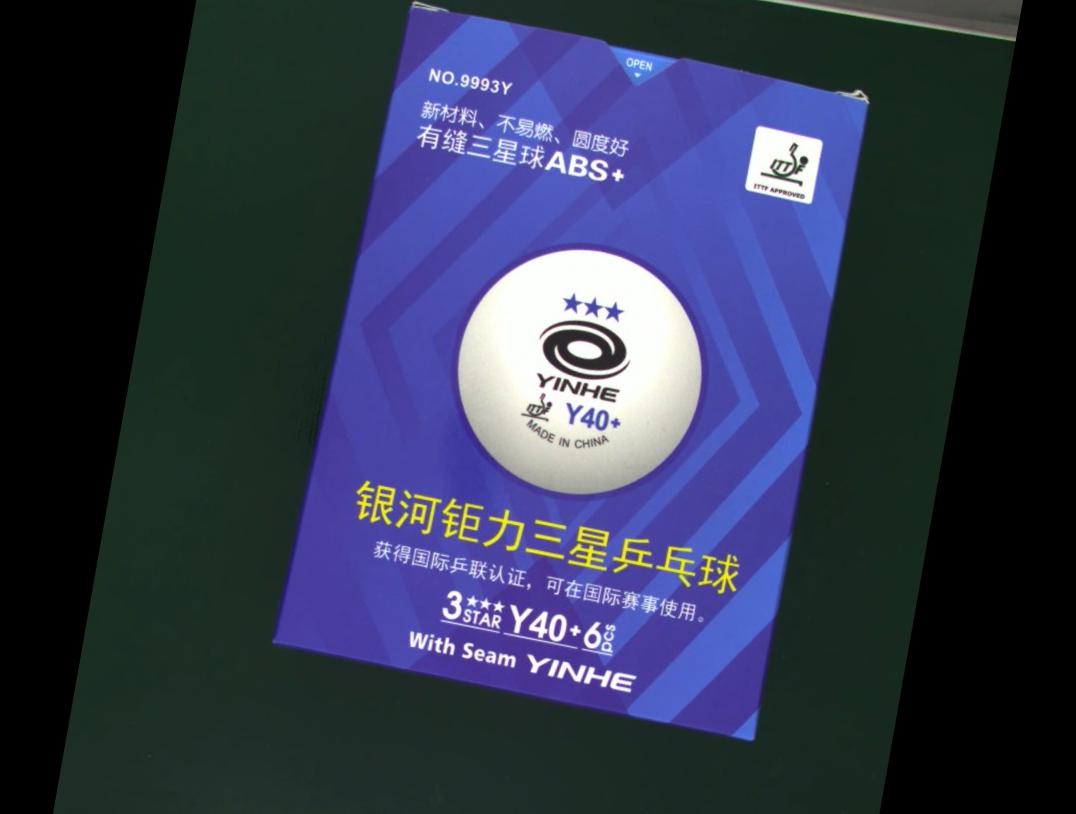 OPEN
NO.9993Y
新材料、不易燃、圆度好
有缝三星球ABS+
ITTF
ITTF APPROVED
★★★
YINHE
ITTF Y40+
MADE IN CHINA
银河钜力三星乒乓球
获得国际乒联认证，可在国际赛事使用。
3★★★STAR Y40+6PCS
With Seam YINHE